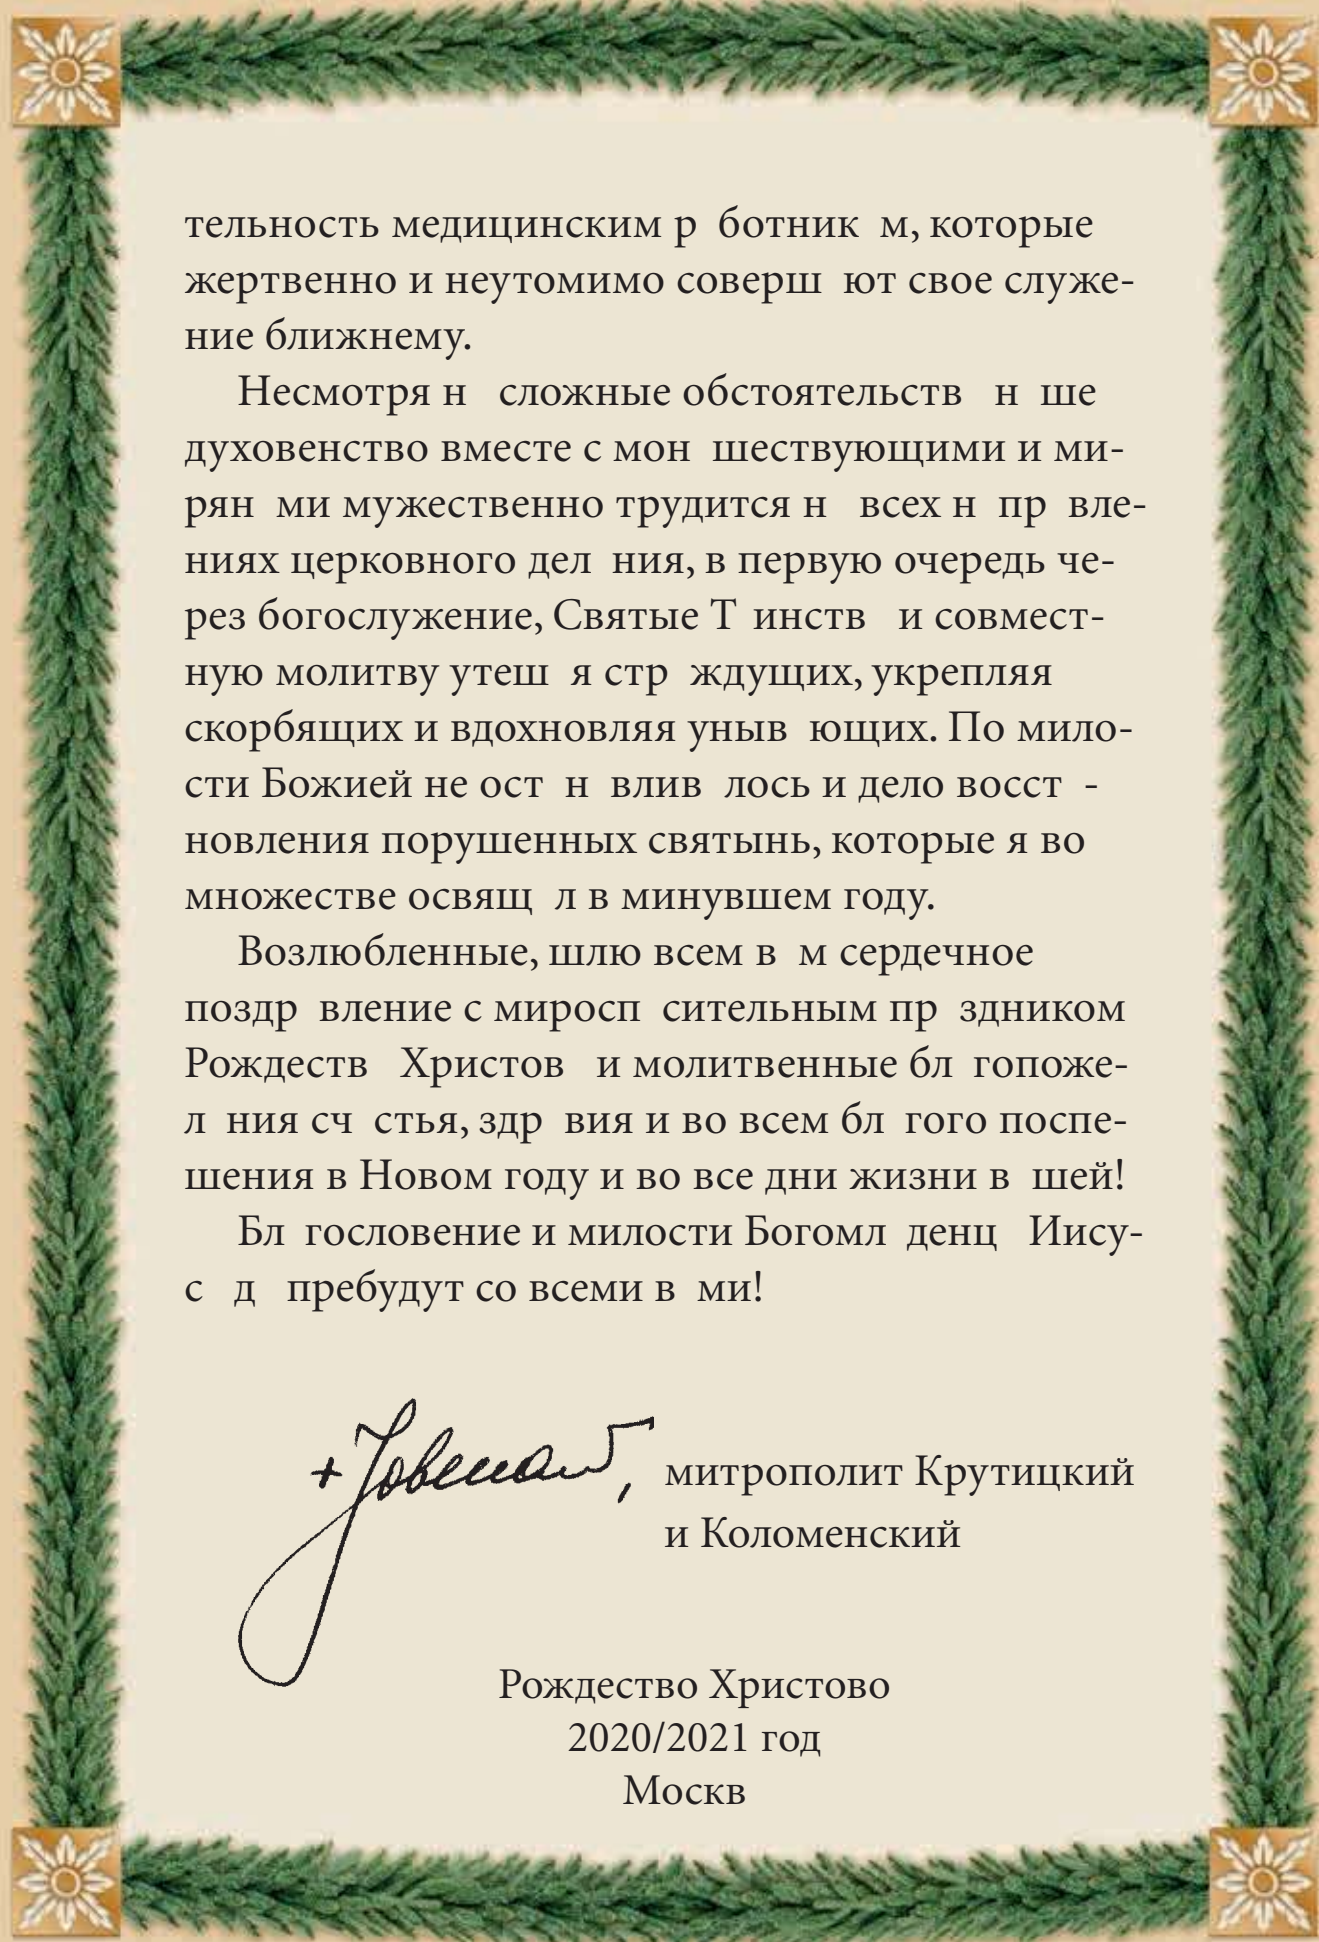 тельность медицинским р ботник м, которые
жертвенно и неутомимо соверш ют свое служе-
ние ближнему.
Несмотря н сложные обстоятельств н ше
духовенство вместе с мон шествующими и ми-
рян ми мужественно трудится н всех н пр вле-
ниях церковного дел ния, в первую очередь че-
рез богослужение, Святые Т инств и совмест-
ную молитву утеш я стр ждущих, укрепляя
скорбящих и вдохновляя уныв ющих. По мило-
сти Божией не ост н влив лось и дело восст -
новления порушенных святынь, которые я во
множестве освящ л в минувшем году.
Возлюбленные, шлю всем в м сердечное
поздр вление с миросп сительным пр здником
Рождеств Христов и молитвенные бл гопоже-
л ния сч стья, здр вия и во всем бл гого поспе-
шения в Новом году и во все дни жизни в шей!
Бл гословение и милости Богомл денц Иису-
с д пребудут со всеми в ми!
+ Ювеналий, митрополит Крутицкий
и Коломенский
Рождество Христово
2020/2021 год
Москв